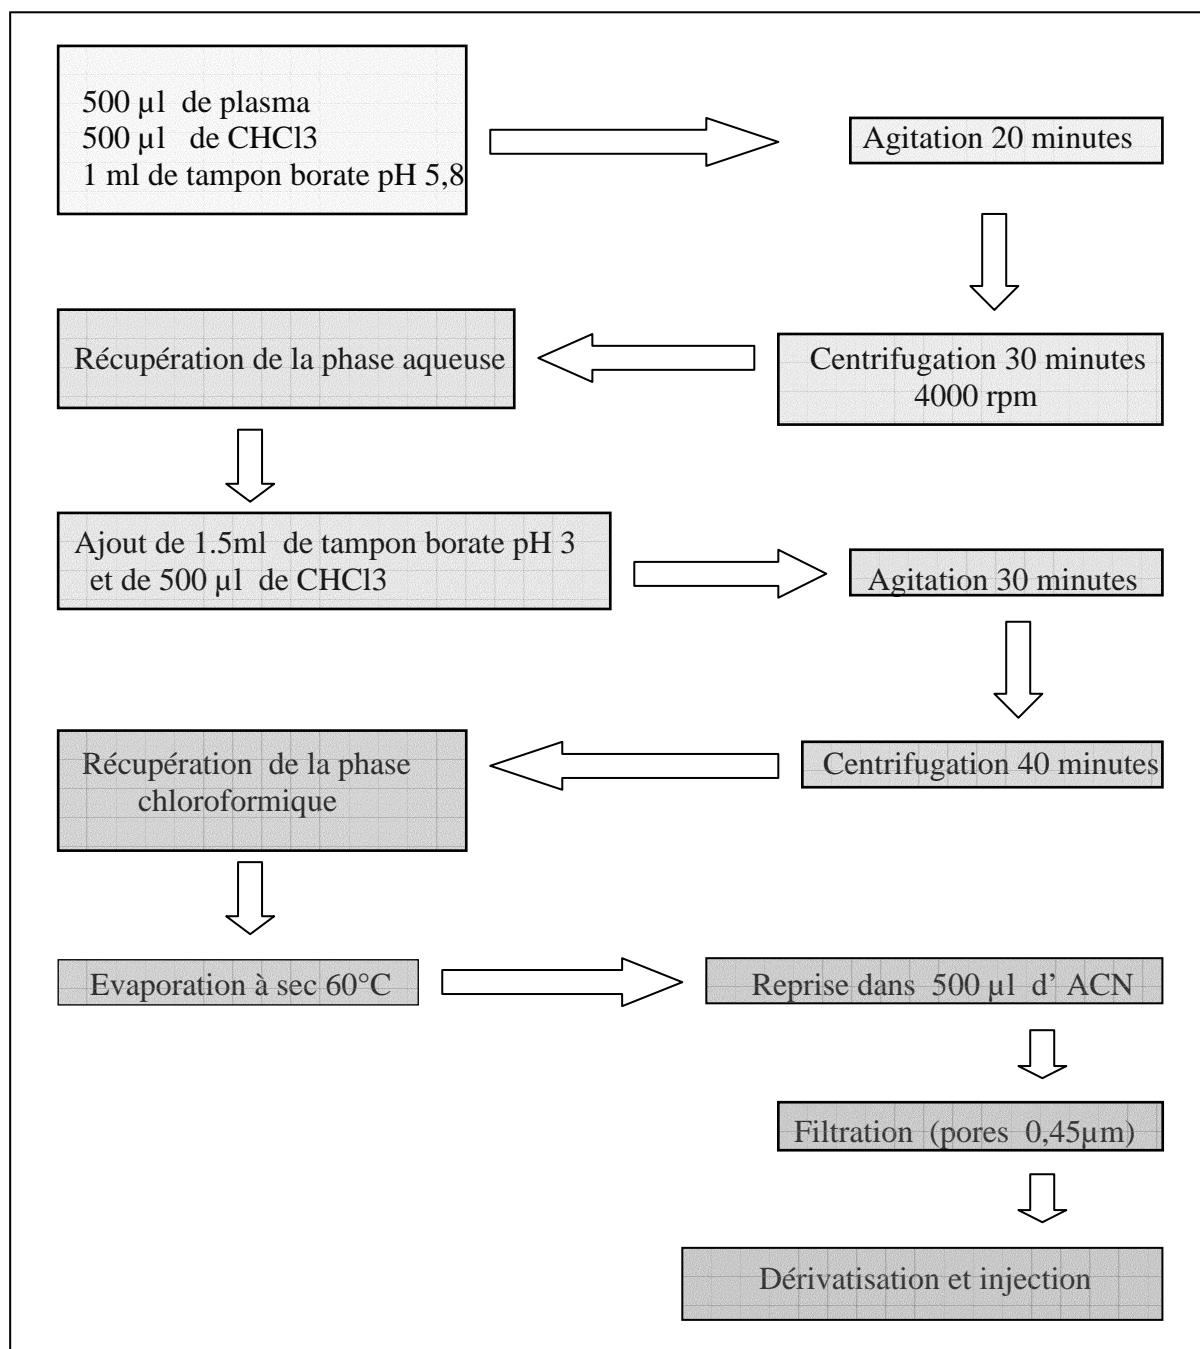 500 µl de plasma
500 µl de CHCl3
1 ml de tampon borate pH 5,8
Agitation 20 minutes
Centrifugation 30 minutes
4000 rpm
Récupération de la phase aqueuse
Ajout de 1.5ml de tampon borate pH 3
et de 500 µl de CHCl3
Agitation 30 minutes
Centrifugation 40 minutes
Récupération de la phase
chloroformique
Evaporation à sec 60°C
Reprise dans 500 µl d' ACN
Filtration (pores 0,45µm)
Dérivatisation et injection